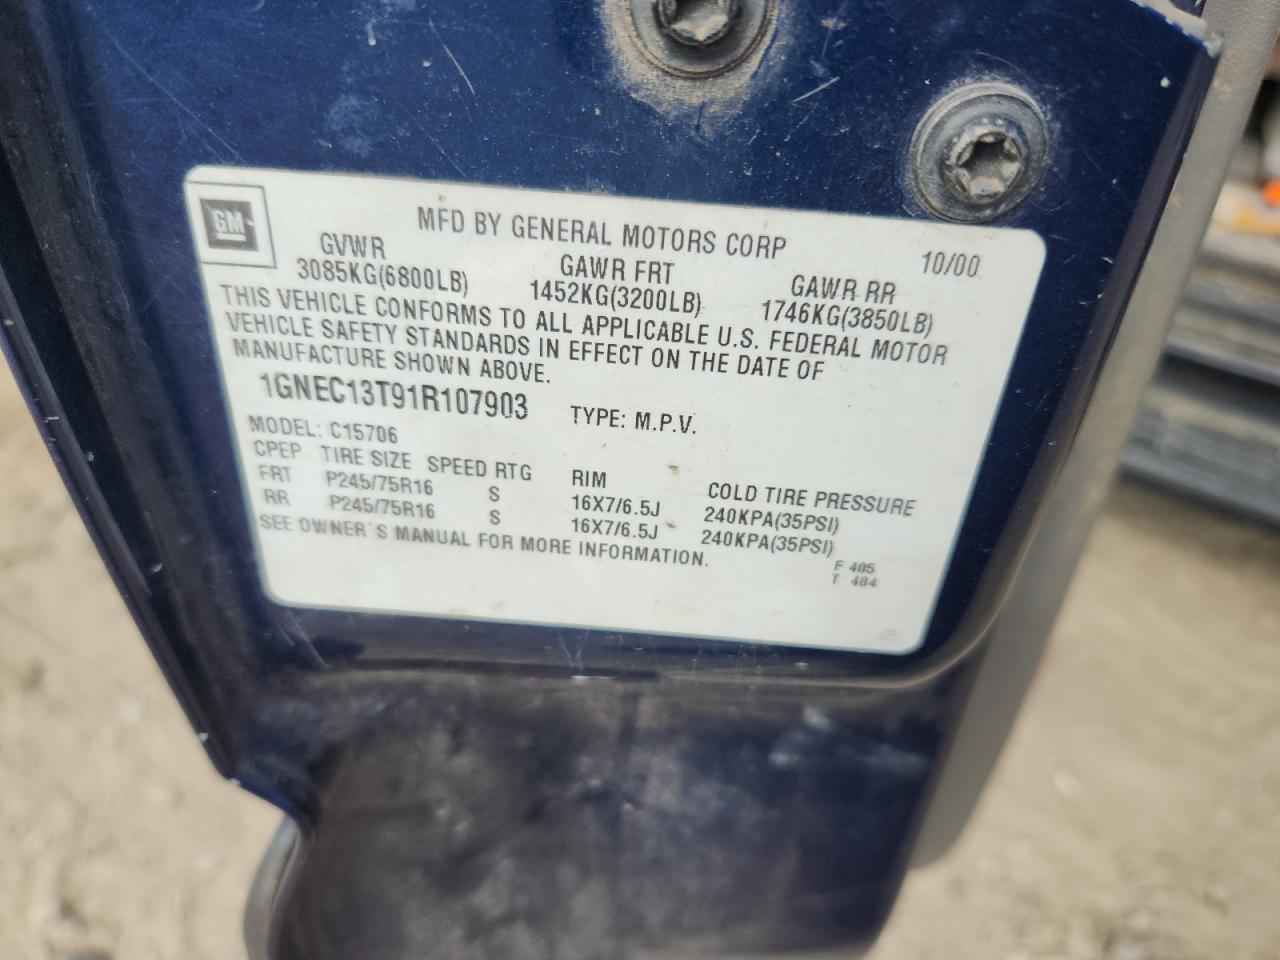 GM
MFD BY GENERAL MOTORS CORP 10/00
GVWR GAWR FRT GAWR RR
3085KG(6800LB) 1452KG(3200LB) 1746KG(3850LB)
THIS VEHICLE CONFORMS TO ALL APPLICABLE U.S. FEDERAL MOTOR
VEHICLE SAFETY STANDARDS IN EFFECT ON THE DATE OF
MANUFACTURE SHOWN ABOVE.
1GNEC13T91R107903 TYPE: M.P.V.
MODEL: C15706
CPEP TIRE SIZE SPEED RTG RIM COLD TIRE PRESSURE
FRT P245/75R16 S 16X7/6.5J 240KPA(35PSI)
RR P245/75R16 S 16X7/6.5J 240KPA(35PSI)
SEE OWNER'S MANUAL FOR MORE INFORMATION.
F 485
T 484